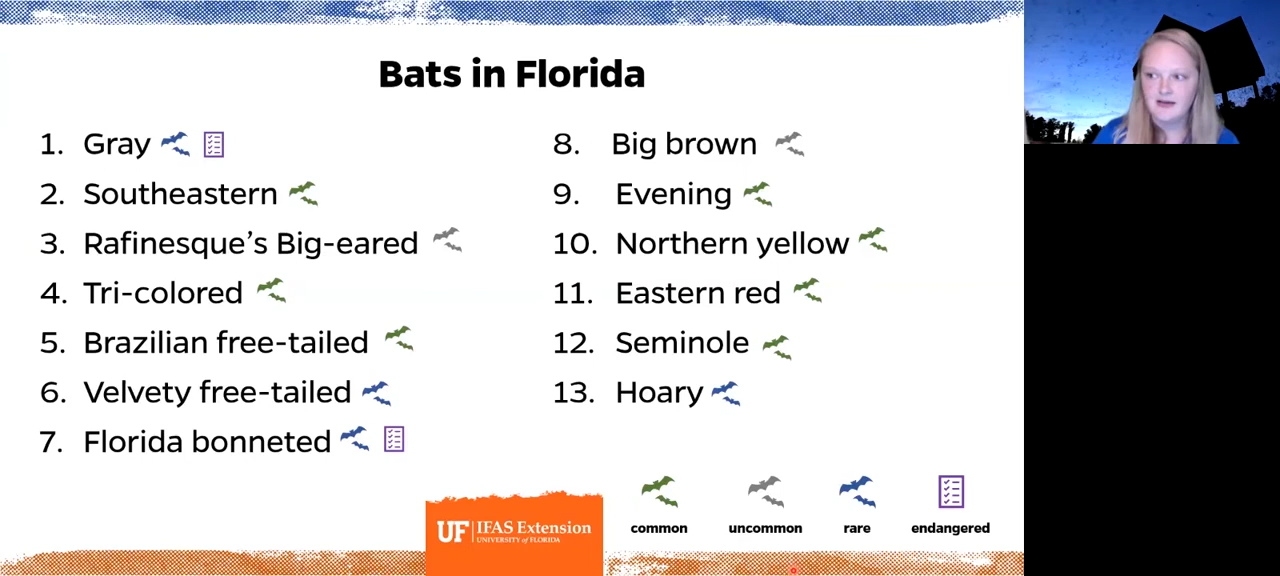 Bats in Florida
1. Gray
2. Southeastern
3. Rafinesque's Big-eared
4. Tri-colored
5. Brazilian free-tailed
6. Velvety free-tailed
7. Florida bonneted
8. Big brown
9. Evening
10. Northern yellow
11. Eastern red
12. Seminole
13. Hoary
common
uncommon
rare
endangered
UF | IFAS Extension
UNIVERSITY of FLORIDA